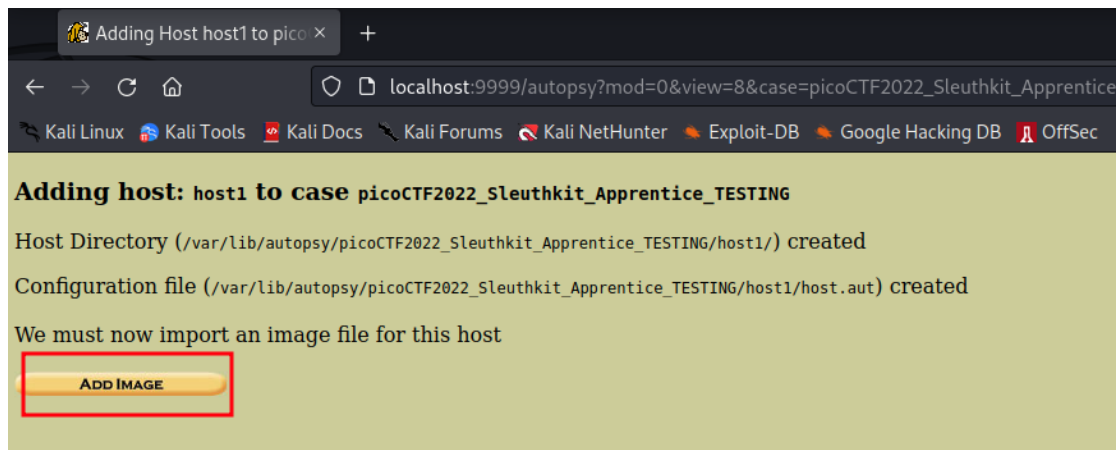 Adding Host host1 to pico
localhost:9999/autopsy?mod=0&view=8&case=picoCTF2022_Sleuthkit_Apprentice
Kali Linux Kali Tools Kali Docs Kali Forums Kali NetHunter Exploit-DB Google Hacking DB OffSec
Adding host: host1 to case picoCTF2022_Sleuthkit_Apprentice_TESTING
Host Directory (/var/lib/autopsy/picoCTF2022_Sleuthkit_Apprentice_TESTING/host1/) created
Configuration file (/var/lib/autopsy/picoCTF2022_Sleuthkit_Apprentice_TESTING/host1/host.aut) created
We must now import an image file for this host
ADD IMAGE